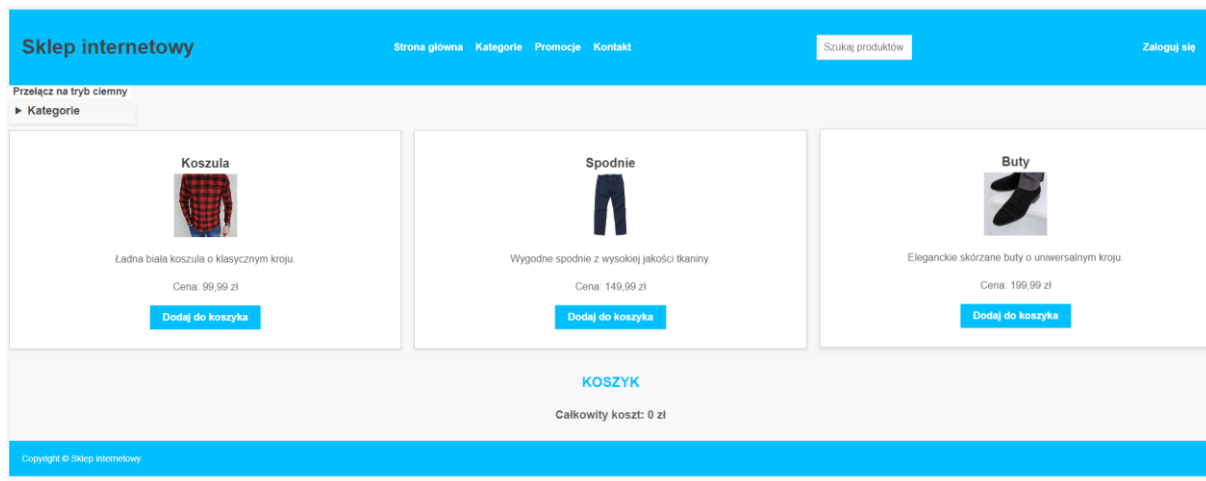 Sklep internetowy
Strona główna Kategorie Promocje Kontakt
Szukaj produktów
Zaloguj się
Przełącz na tryb ciemny
Kategorie
Koszula
Ładna biała koszula o klasycznym kroju.
Cena: 99,99 zł
Dodaj do koszyka
Spodnie
Wygodne spodnie z wysokiej jakości tkaniny.
Cena: 149,99 zł
Dodaj do koszyka
Buty
Eleganckie skórzane buty o uniwersalnym kroju.
Cena: 199,99 zł
Dodaj do koszyka
KOSZYK
Całkowity koszt: 0 zł
Copyright © Sklep internetowy